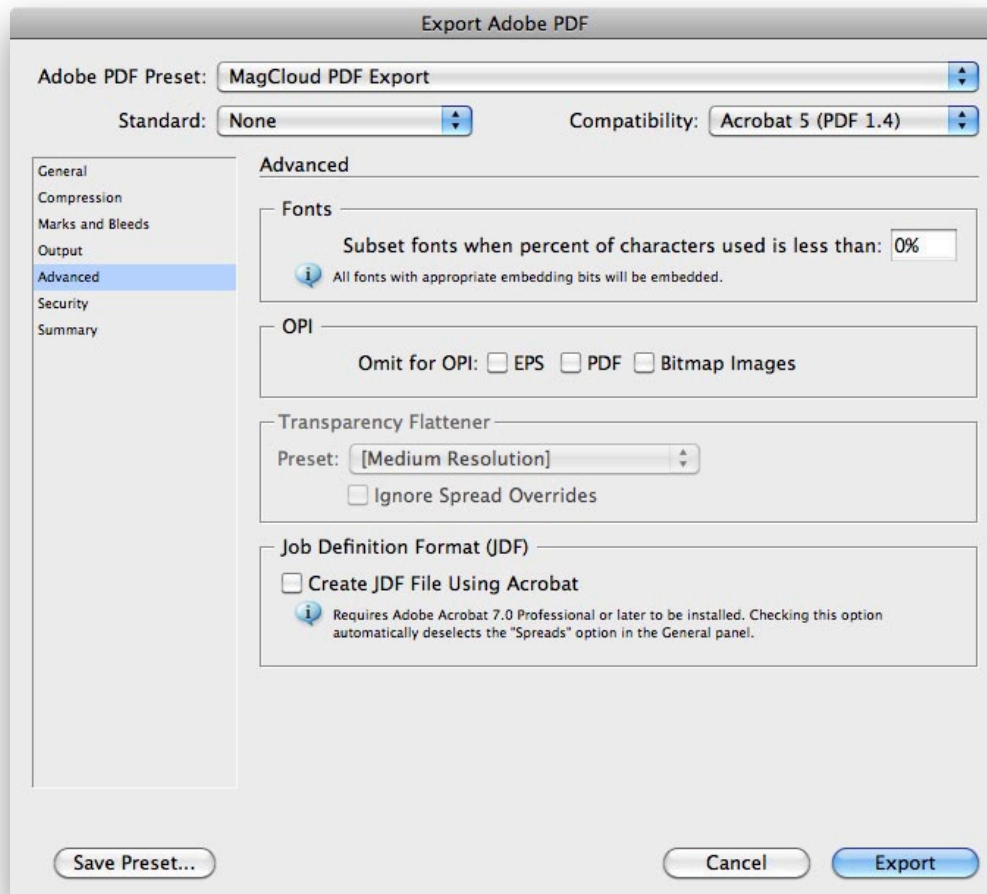 Export Adobe PDF
Adobe PDF Preset: MagCloud PDF Export
Standard: None Compatibility: Acrobat 5 (PDF 1.4)
General
Compression
Marks and Bleeds
Output
Advanced
Security
Summary
Advanced
Fonts
Subset fonts when percent of characters used is less than: 0%
All fonts with appropriate embedding bits will be embedded.
OPI
Omit for OPI: EPS PDF Bitmap Images
Transparency Flattener
Preset: [Medium Resolution]
Ignore Spread Overrides
Job Definition Format (JDF)
Create JDF File Using Acrobat
Requires Adobe Acrobat 7.0 Professional or later to be installed. Checking this option
automatically deselects the "Spreads" option in the General panel.
Save Preset... Cancel Export